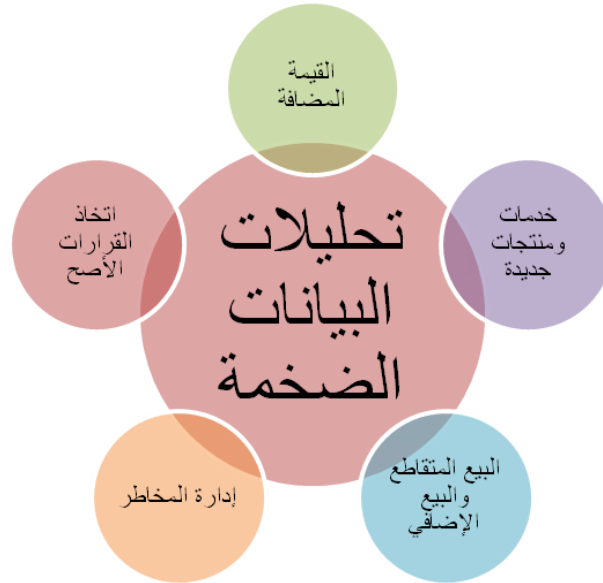 القيمة
المضافة
خدمات
ومنتجات
جديدة
البيع المتقاطع
والبيع
الإضافي
إدارة المخاطر
اتخاذ
القرارات
الأصح
تحليلات
البيانات
الضخمة